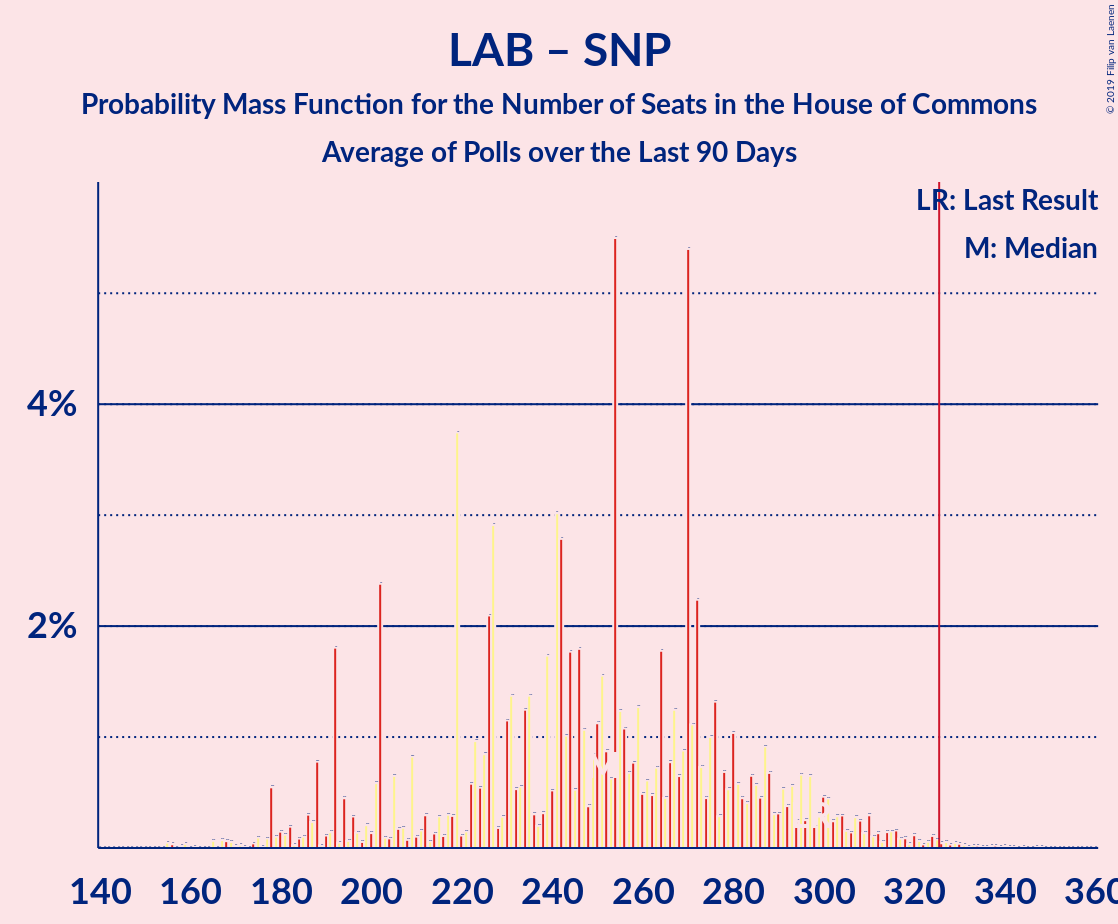 LAB – SNP
Probability Mass Function for the Number of Seats in the House of Commons
Average of Polls over the Last 90 Days
© 2019 Filip van Laenen
LR: Last Result
M: Median
4%
2%
140 160 180 200 220 240 260 280 300 320 340 360